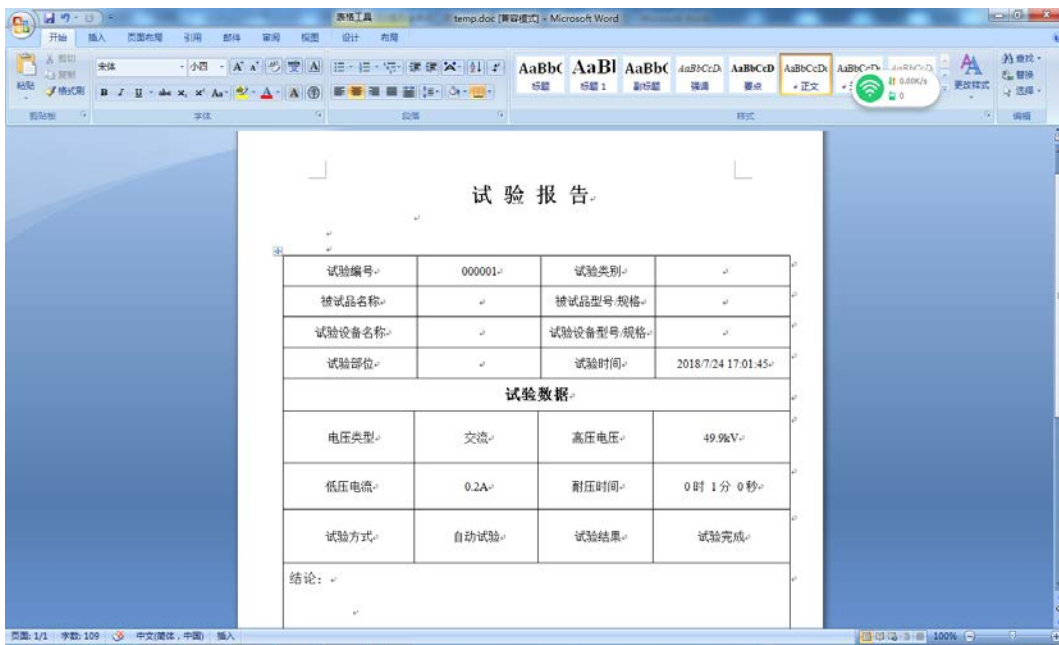 表格工具
temp.doc [兼容模式] - Microsoft Word
开始 插入 页面布局 引用 邮件 审阅 视图 设计 布局
剪切
复制
粘贴 格式刷
宋体 小四
AaBbC AaBl AaBbC AaBbCcD AaBbCcD AaBbCcDc
标题 标题 1 副标题 强调 要点 正文
0.00K/s
0
更改样式
查找
替换
选择
剪贴板 字体 段落 样式 编辑
试 验 报 告
试验编号 000001 试验类别
被试品名称 被试品型号/规格
试验设备名称 试验设备型号/规格
试验部位 试验时间 2018/7/24 17:01:45
试验数据
电压类型 交流 高压电压 49.9kV
低压电流 0.2A 耐压时间 0时 1分 0秒
试验方式 自动试验 试验结果 试验完成
结论：
页面: 1/1 字数: 109 中文(简体，中国) 插入 100%